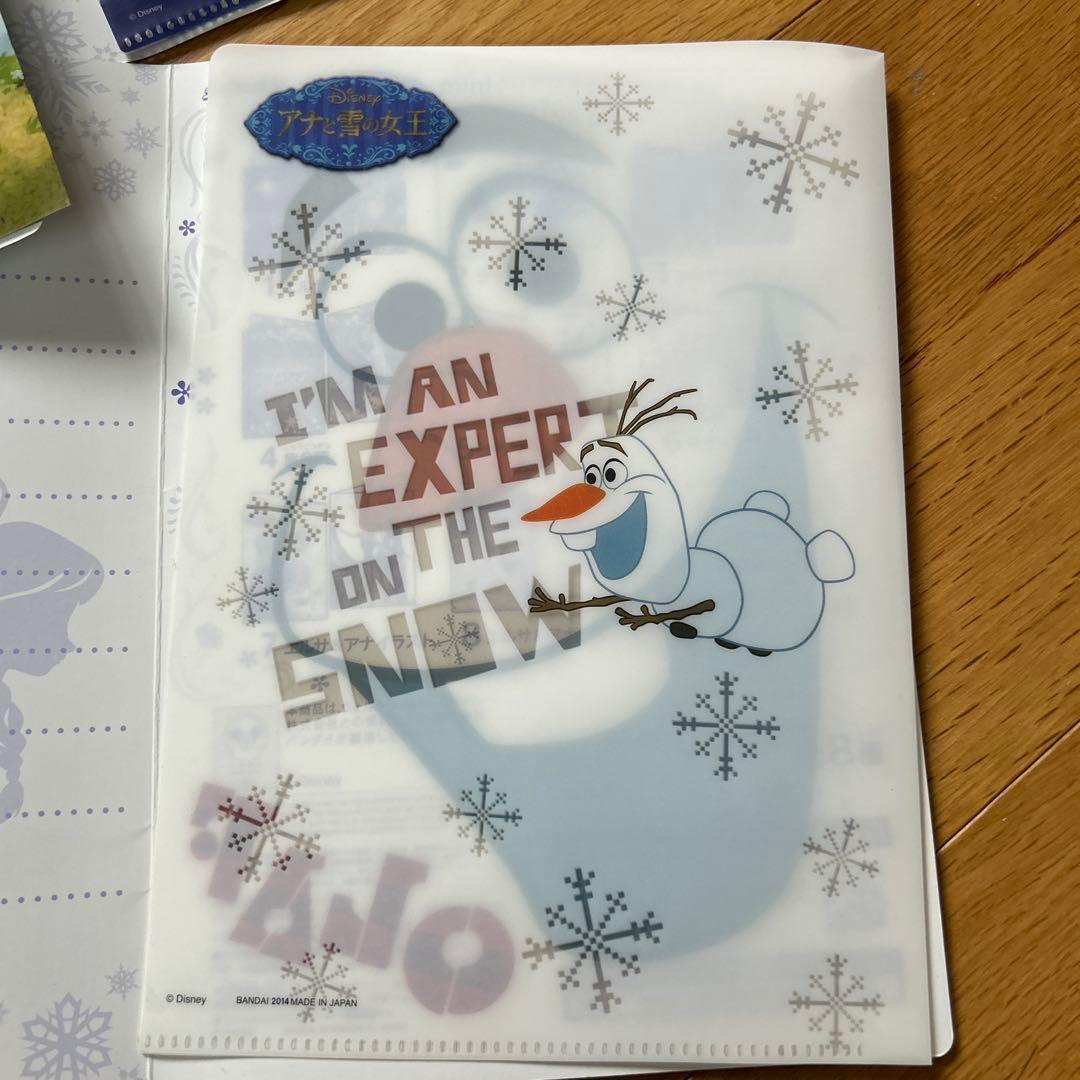 © Disney
Disney
アナと雪の女王
I'M AN
EXPERT
ON THE
SNOW
© Disney
BANDAI 2014 MADE IN JAPAN